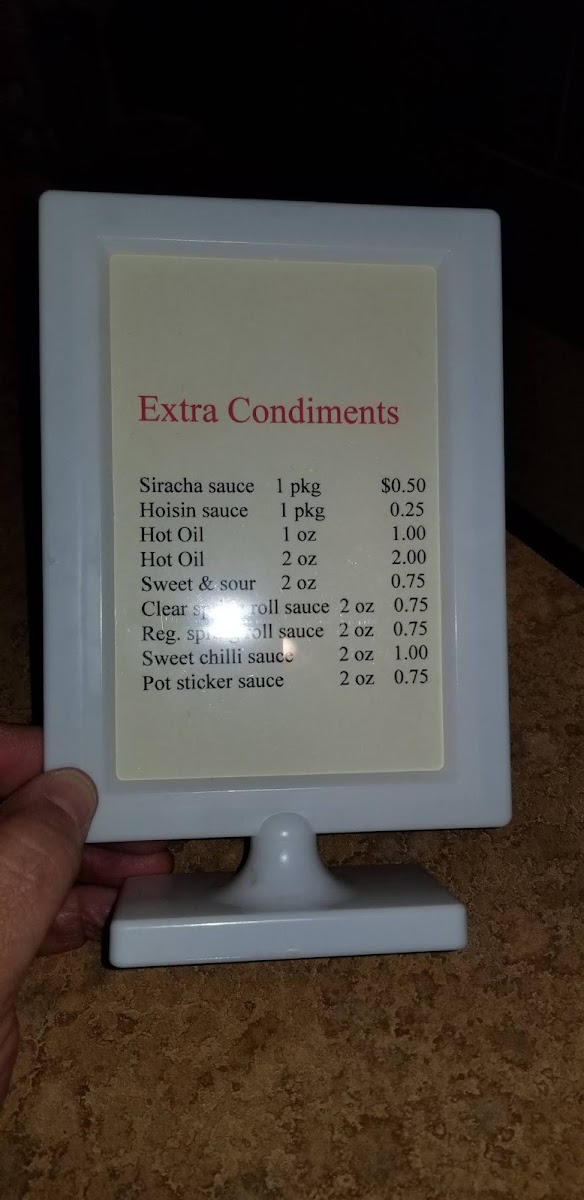 Extra Condiments
Siracha sauce 1 pkg $0.50
Hoisin sauce 1 pkg 0.25
Hot Oil 1 oz 1.00
Hot Oil 2 oz 2.00
Sweet & sour 2 oz 0.75
Clear spring roll sauce 2 oz 0.75
Reg. spring roll sauce 2 oz 0.75
Sweet chilli sauce 2 oz 1.00
Pot sticker sauce 2 oz 0.75